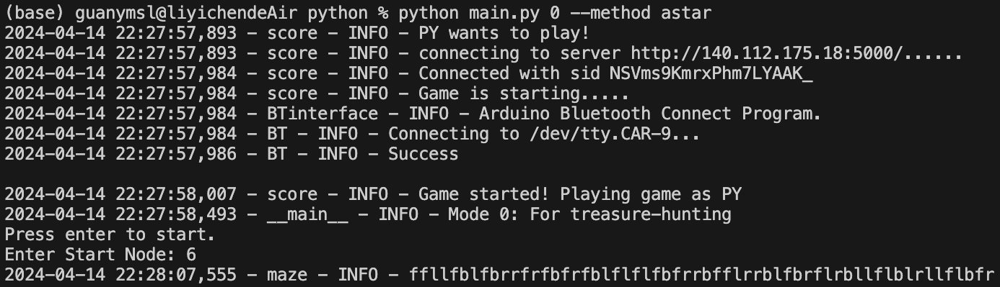 (base) guanymsl@liyichendeAir python % python main.py 0 --method astar
2024-04-14 22:27:57,893 - score - INFO - PY wants to play!
2024-04-14 22:27:57,893 - score - INFO - connecting to server http://140.112.175.18:5000/......
2024-04-14 22:27:57,984 - score - INFO - Connected with sid NSVms9KmrxPhm7LYAAK_
2024-04-14 22:27:57,984 - score - INFO - Game is starting.....
2024-04-14 22:27:57,984 - BTinterface - INFO - Arduino Bluetooth Connect Program.
2024-04-14 22:27:57,984 - BT - INFO - Connecting to /dev/tty.CAR-9...
2024-04-14 22:27:57,986 - BT - INFO - Success
2024-04-14 22:27:58,007 - score - INFO - Game started! Playing game as PY
2024-04-14 22:27:58,493 - __main__ - INFO - Mode 0: For treasure-hunting
Press enter to start.
Enter Start Node: 6
2024-04-14 22:28:07,555 - maze - INFO - ffllfblfbrrfrfbfrfblflflfbfrrbfflrrblfbrflrbllflblrllflbfr